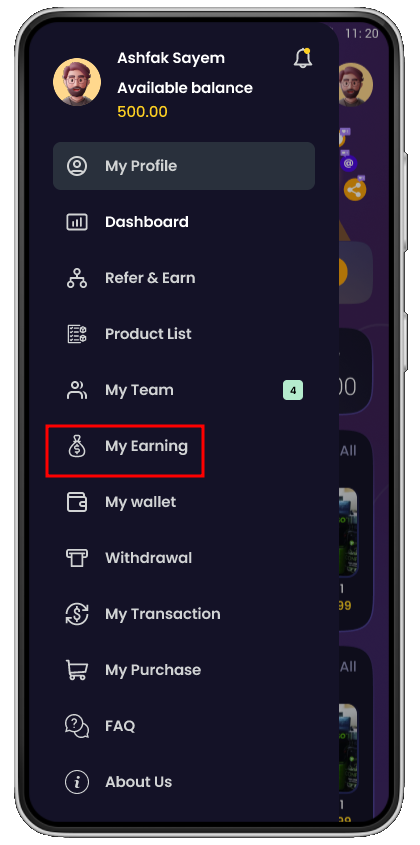 11: 20
Ashfak Sayem
Available balance
500.00
My Profile
Dashboard
Refer & Earn
Product List
My Team
4
My Earning
00
All
My wallet
Withdrawal
1
99
My Transaction
My Purchase
All
FAQ
About Us
1
99